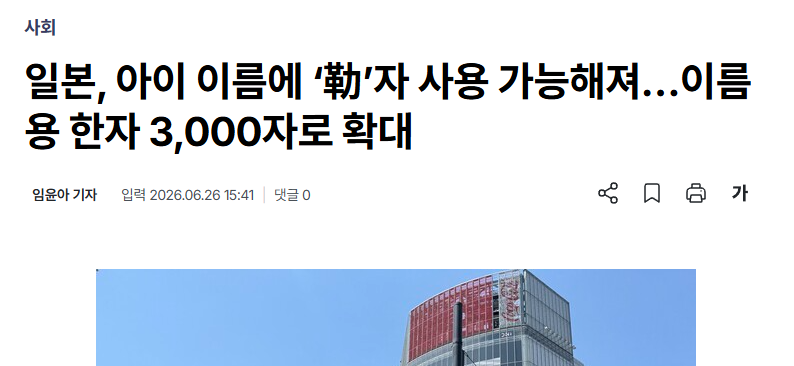 사회
일본, 아이 이름에 ‘勒’자 사용 가능해져…이름
용 한자 3,000자로 확대
임윤아 기자 입력 2026.06.26 15:41 댓글 0
가
Coca-Cola